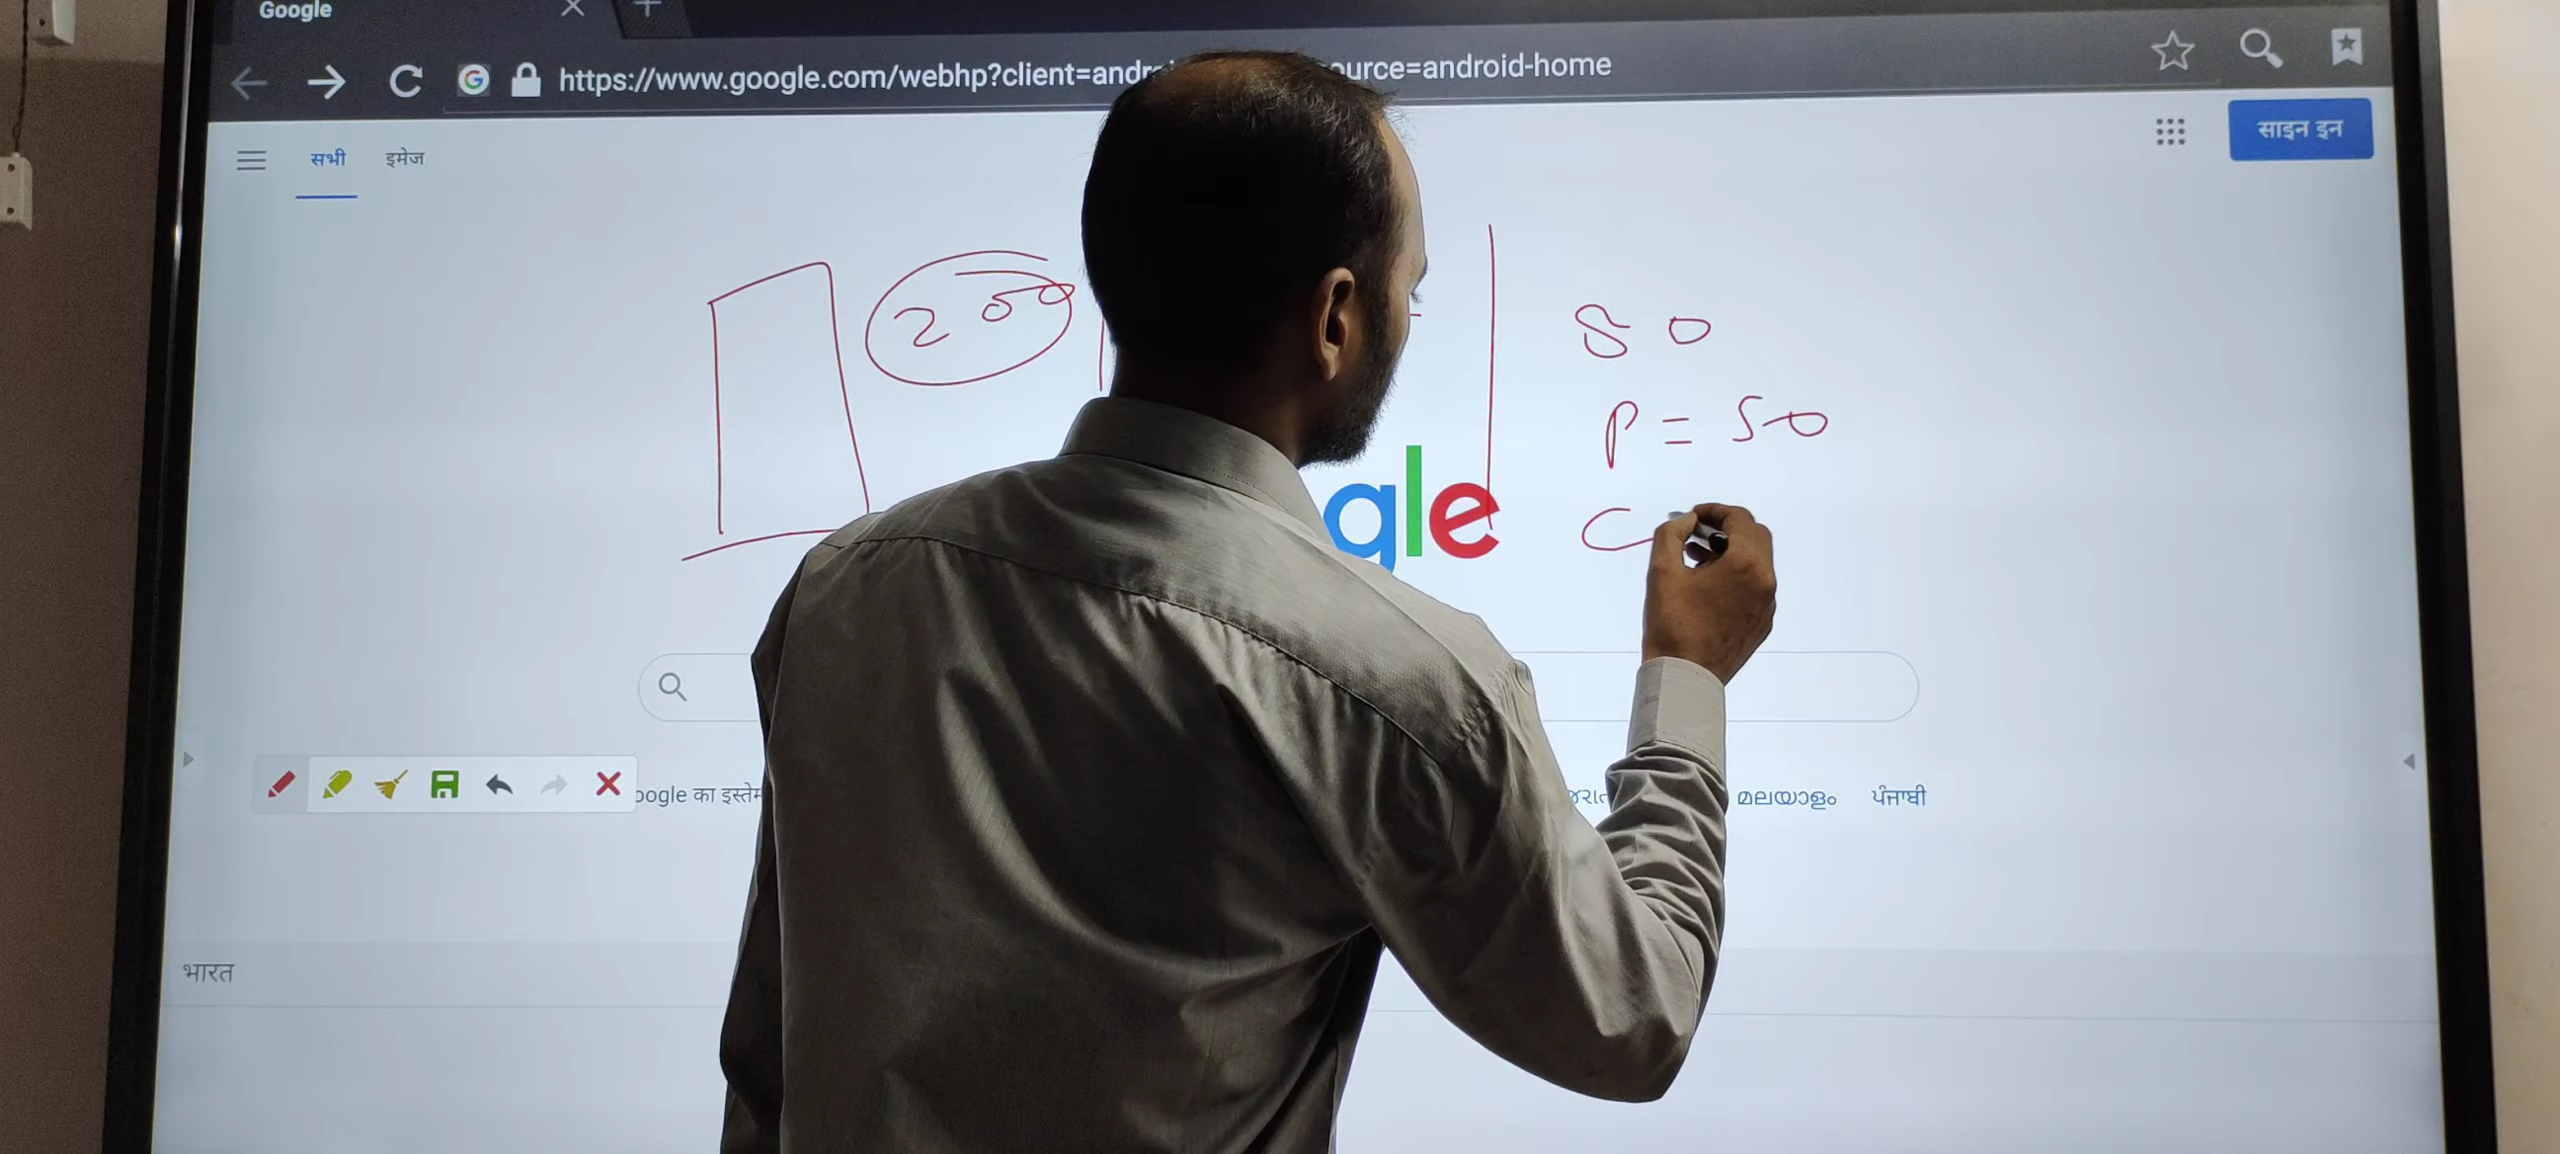 Google
https://www.google.com/webhp?client=andr ource=android-home
सभी इमेज
साइन इन
200
80
P = 50
C
gle
oogle का इस्तेम
മലയാളം ਪੰਜਾਬੀ
भारत